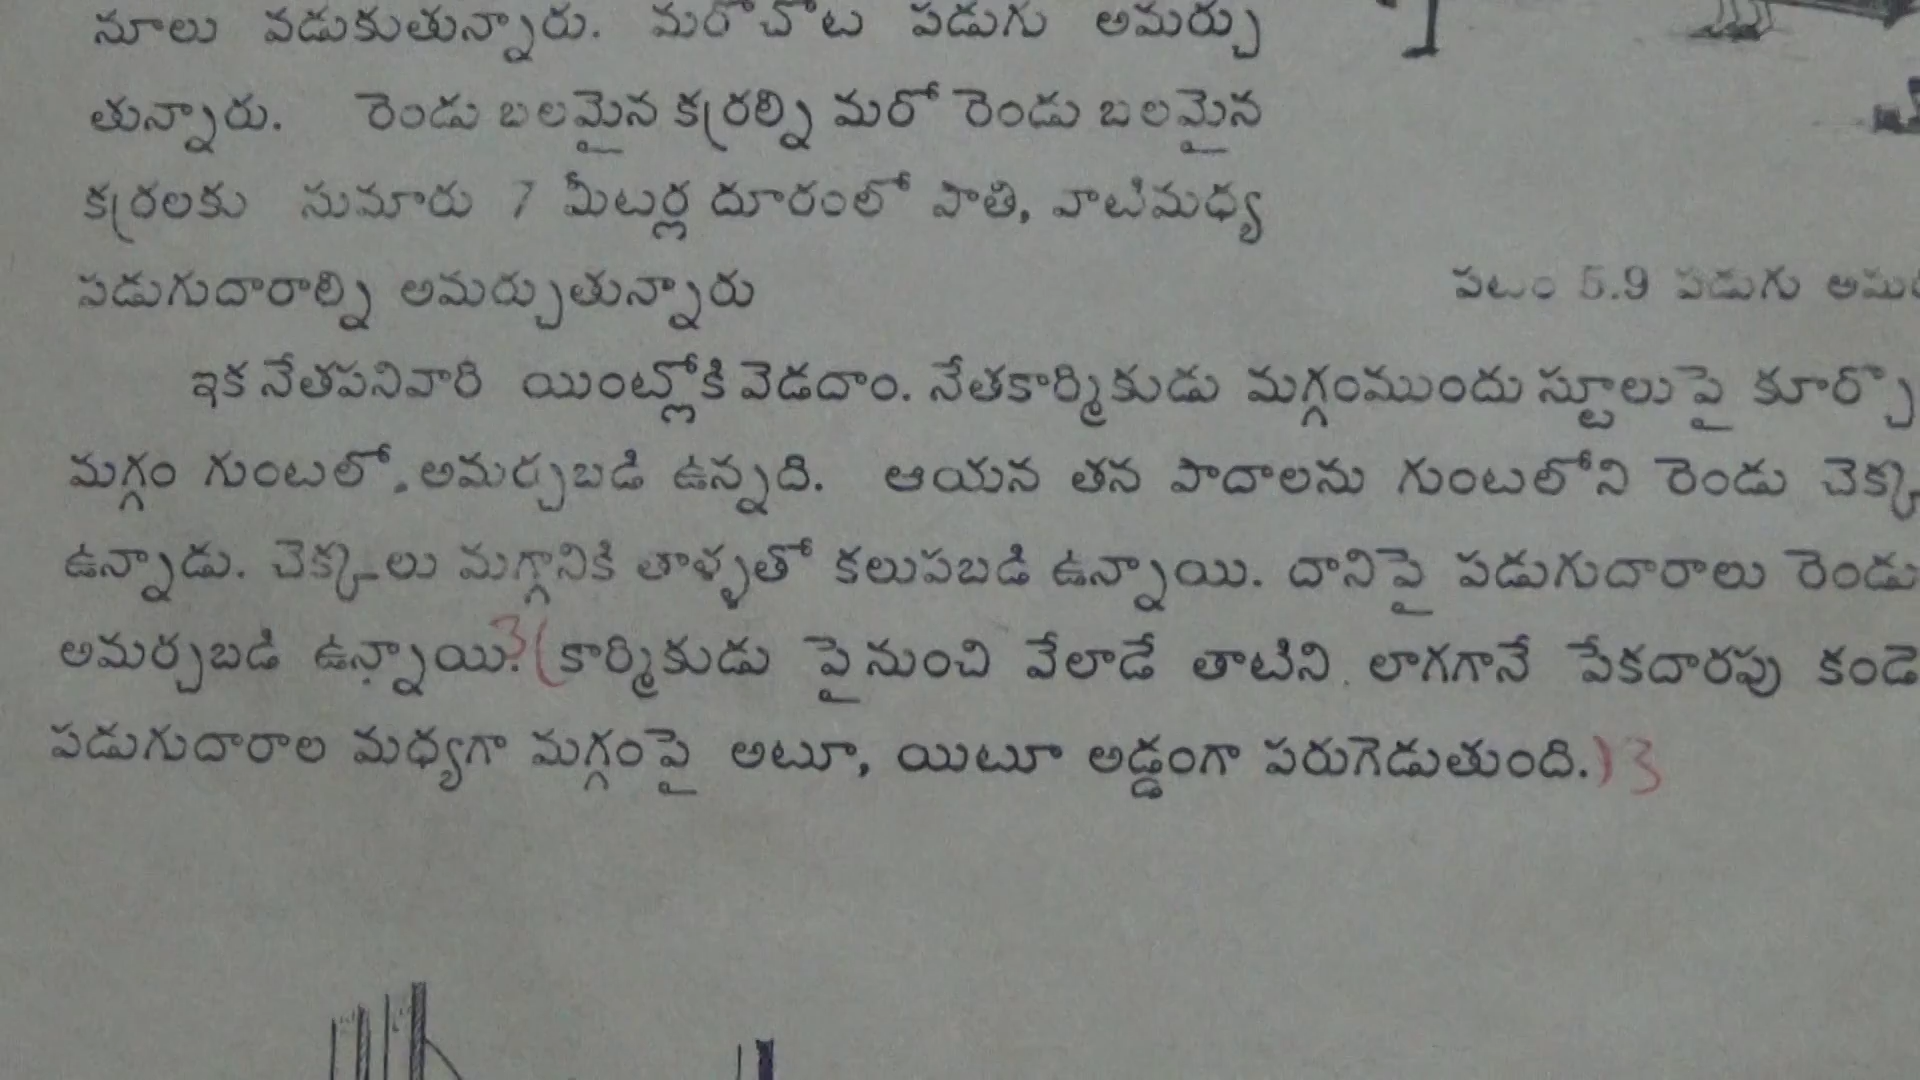 నూలు వడుకుతున్నారు. మరొచోట పడుగు అమర్చు
తున్నారు. రెండు బలమైన కర్రల్ని మరో రెండు బలమైన
కర్రలకు సుమారు 7 మీటర్ల దూరంలో పాతి, వాటిమధ్య
పడుగుదారాల్ని అమర్చుతున్నారు
పటం 5.9 పడుగు
ఇక నేతపనివారి యింట్లోకి వెడదాం. నేతకార్మికుడు మగ్గంముందు స్టూలుపై
మగ్గం గుంటలో అమర్చబడి ఉన్నది. ఆయన తన పాదాలను గుంటలోని రెండు
ఉన్నాడు. చెక్కలు మగ్గానికి తాళ్ళతో కలుపబడి ఉన్నాయి. దానిపై పడుగుదారాలు రెండు
అమర్చబడి ఉన్నాయి. 3 (కార్మికుడు పైనుంచి వేలాడే తాటిని లాగగానే పేకదారపు కండె
పడుగుదారాల మధ్యగా మగ్గంపై అటూ, యిటూ అడ్డంగా పరుగెడుతుంది.) 3